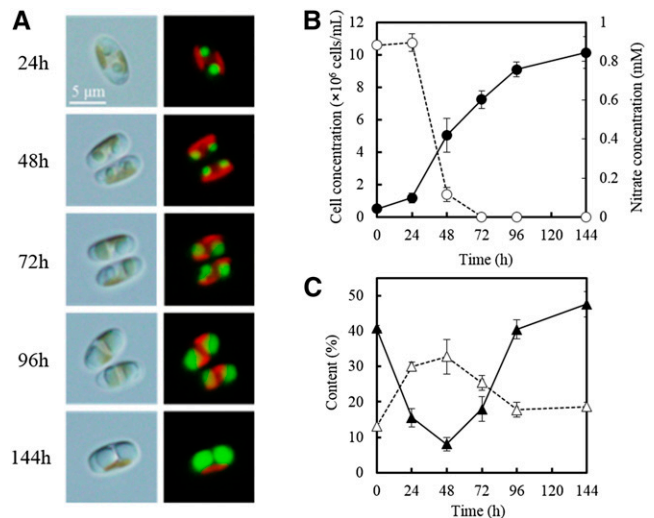 A
24h
5 μm
48h
72h
96h
144h
B
Cell concentration (×10⁶ cells/mL)
12
10
8
6
4
2
0
1
0.8
0.6
0.4
0.2
0
Nitrate concentration (mM)
0 24 48 72 96 120 144
Time (h)
C
Content (%)
50
40
30
20
10
0
0 24 48 72 96 120 144
Time (h)